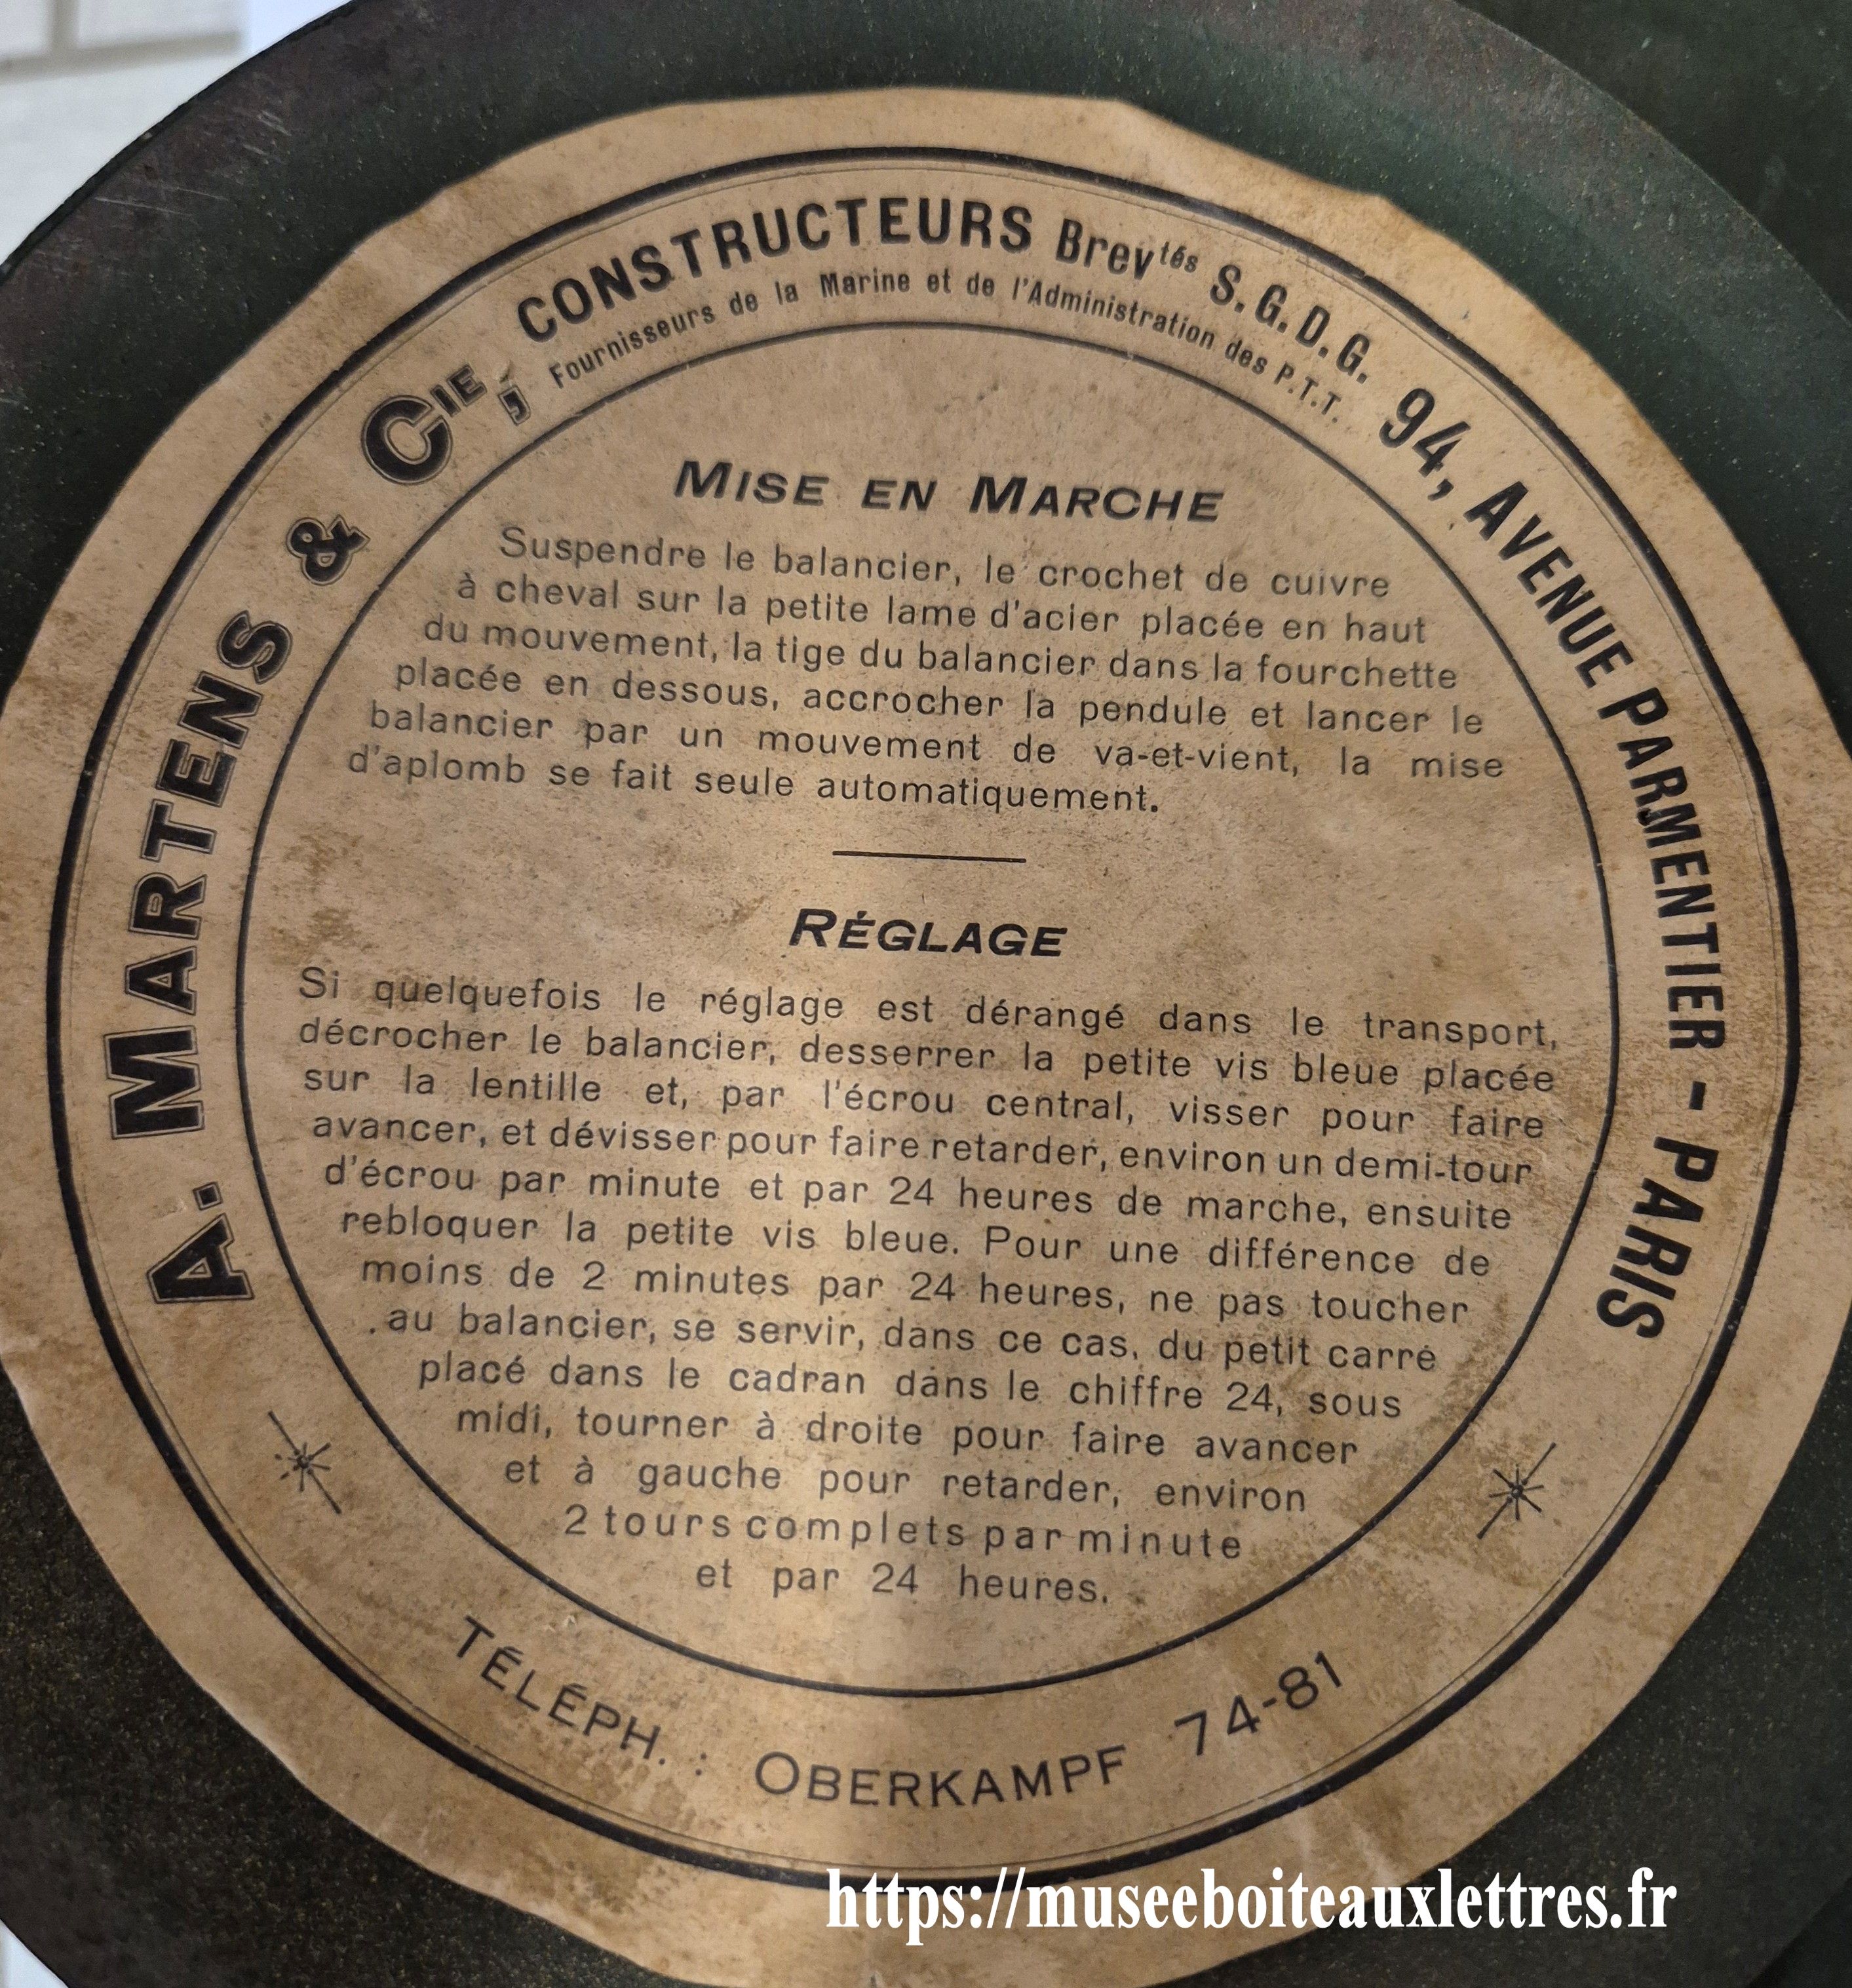 A. MARTENS & CIE, CONSTRUCTEURS Brevtés S.G.D.G. 94, AVENUE PARMENTIER - PARIS
Fournisseurs de la Marine et de l'Administration des P.T.T.
MISE EN MARCHE
Suspendre le balancier, le crochet de cuivre
à cheval sur la petite lame d'acier placée en haut
du mouvement, la tige du balancier dans la fourchette
placée en dessous, accrocher la pendule et lancer le
balancier par un mouvement de va-et-vient, la mise
d'aplomb se fait seule automatiquement.
RÉGLAGE
Si quelquefois le réglage est dérangé dans le transport,
décrocher le balancier, desserrer la petite vis bleue placée
sur la lentille et, par l'écrou central, visser pour faire
avancer, et dévisser pour faire retarder, environ un demi-tour
d'écrou par minute et par 24 heures de marche, ensuite
rebloquer la petite vis bleue. Pour une différence de
moins de 2 minutes par 24 heures, ne pas toucher
au balancier, se servir, dans ce cas, du petit carré
placé dans le cadran dans le chiffre 24, sous
midi, tourner à droite pour faire avancer
et à gauche pour retarder, environ
2 tours complets par minute
et par 24 heures.
TÉLÉPH. : OBERKAMPF 74-81
https://museeboiteauxlettres.fr